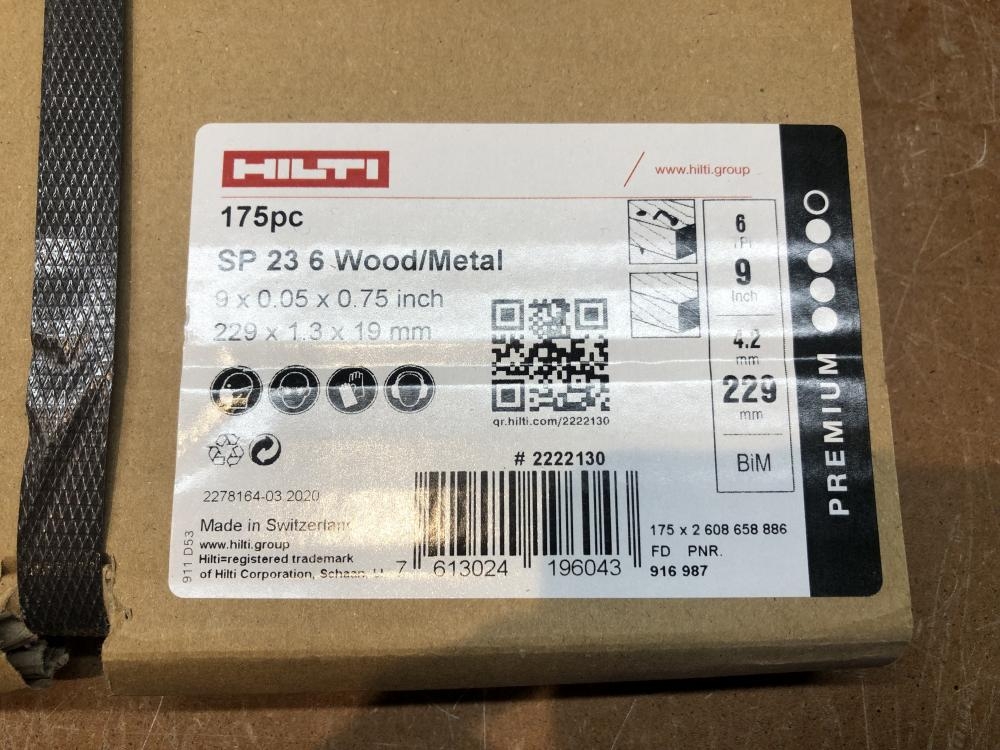 HILTI
www.hilti.group
175pc
SP 23 6 Wood/Metal
9 x 0.05 x 0.75 inch
229 x 1.3 x 19 mm
qr.hilti.com/2222130
# 2222130
2278164-03.2020
Made in Switzerland
www.hilti.group
Hilti=registered trademark
of Hilti Corporation, Schaan,
911 D53
7 613024 196043
6
TPI
9
Inch
4.2
mm
229
mm
BiM
175 x 2 608 658 886
FD PNR.
916 987
PREMIUM